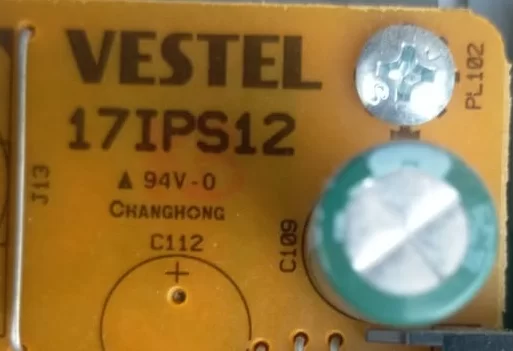 VESTEL
17IPS12
▲ 94V-0
CHANGHONG
C112
J13
C109
PL102